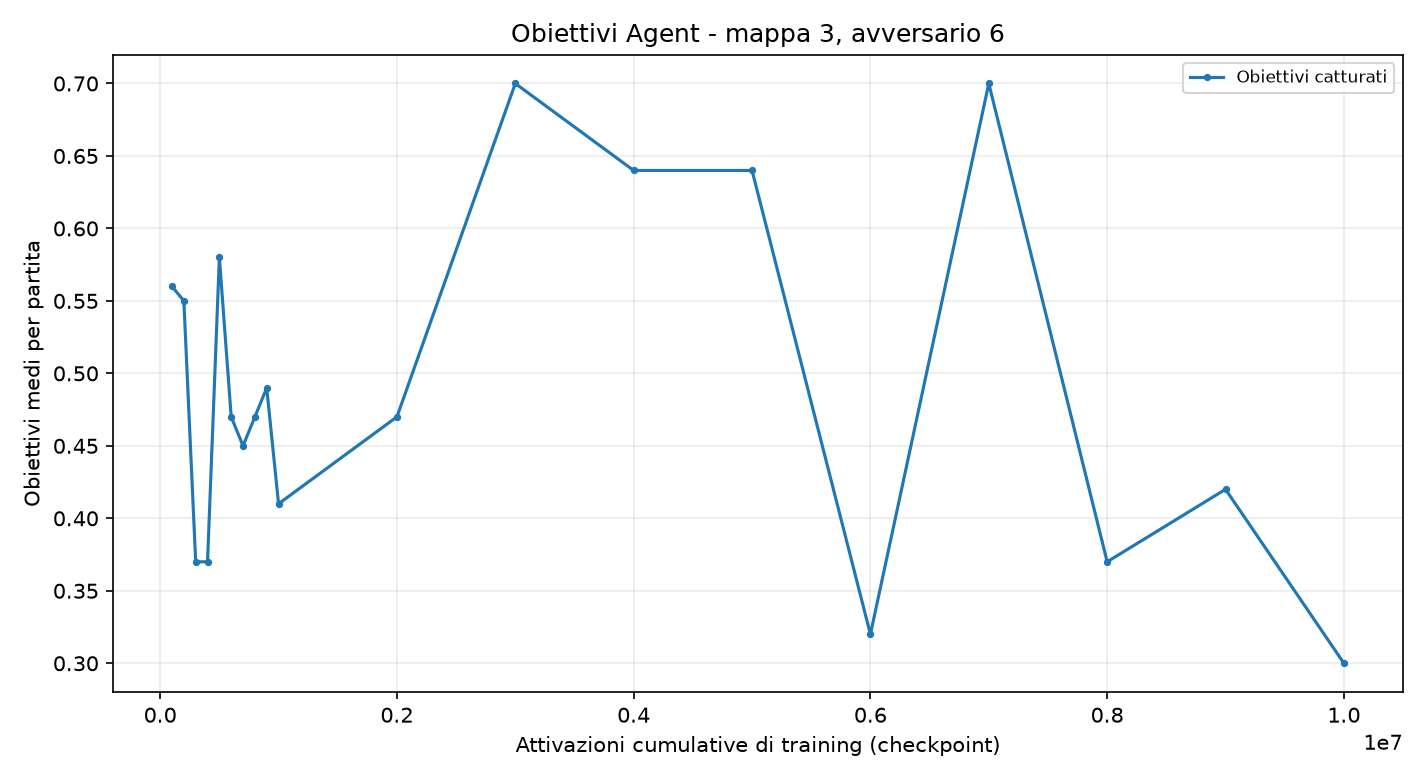 Obiettivi Agent - mappa 3, avversario 6
Obiettivi catturati
Obiettivi medi per partita
0.70
0.65
0.60
0.55
0.50
0.45
0.40
0.35
0.30
0.0 0.2 0.4 0.6 0.8 1.0
1e7
Attivazioni cumulative di training (checkpoint)